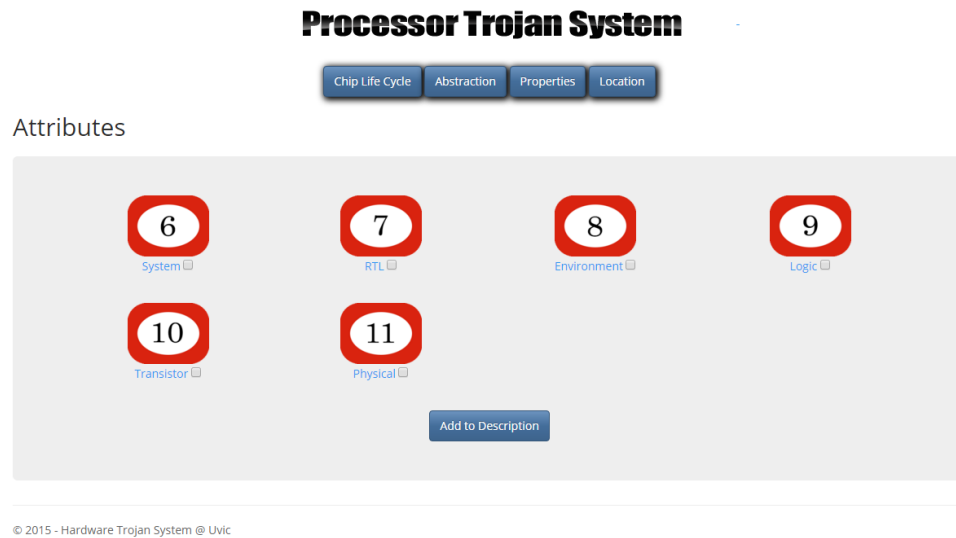 Processor Trojan System
-
Chip Life Cycle Abstraction Properties Location
Attributes
6 7 8 9
System RTL Environment Logic
10 11
Transistor Physical
Add to Description
© 2015 - Hardware Trojan System @ Uvic